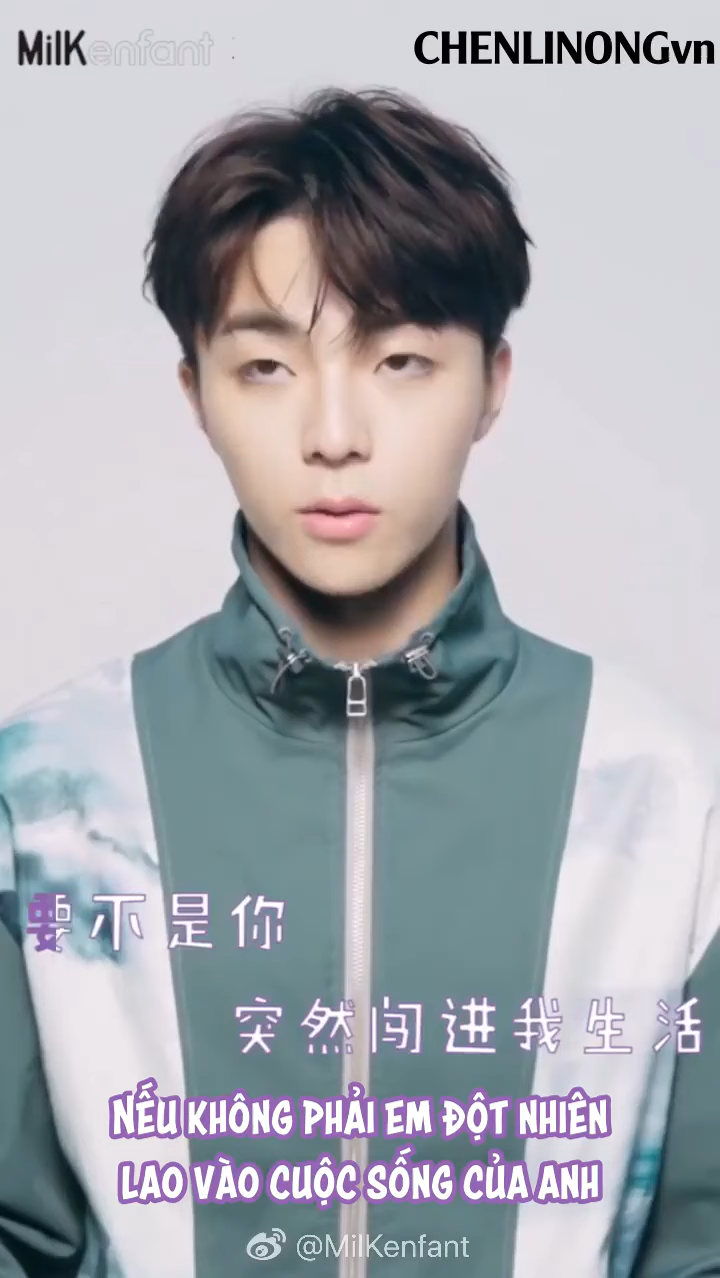 MilKenfant
CHENLINONGvn
要不是你
突然闯进我生活
NẾU KHÔNG PHẢI EM ĐỘT NHIÊN
LAO VÀO CUỘC SỐNG CỦA ANH
@MilKenfant